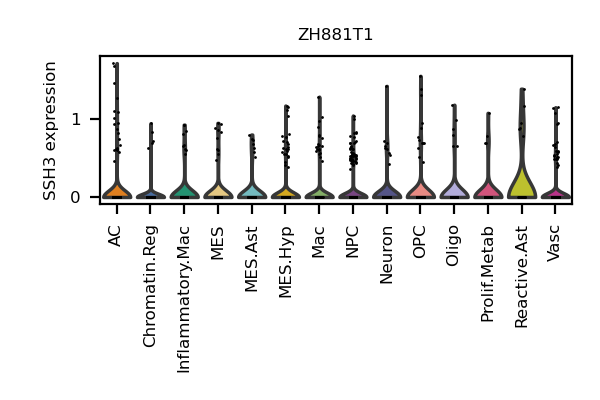 ZH881T1
SSH3 expression
1
0
AC
Chromatin.Reg
Inflammatory.Mac
MES
MES.Ast
MES.Hyp
Mac
NPC
Neuron
OPC
Oligo
Prolif.Metab
Reactive.Ast
Vasc